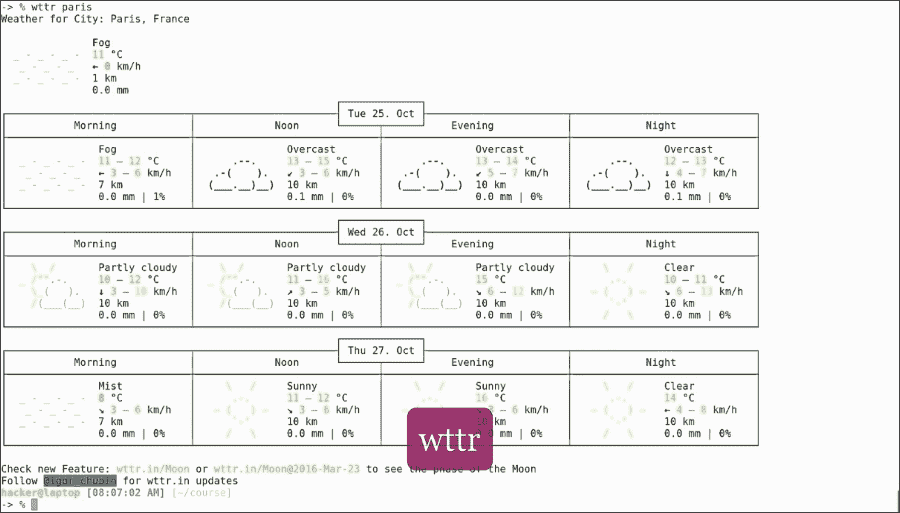 -> % wttr paris
Weather for City: Paris, France
Fog
11 °C
← 0 km/h
1 km
0.0 mm
Tue 25. Oct
Morning Noon Evening Night
Fog Overcast Overcast Overcast
11 – 12 °C 13 – 15 °C 13 – 14 °C 12 – 13 °C
← 3 – 6 km/h ↙ 3 – 6 km/h ↙ 5 – 7 km/h ↓ 4 – 7 km/h
7 km 10 km 10 km 10 km
0.0 mm | 1% 0.1 mm | 0% 0.0 mm | 0% 0.1 mm | 0%
Wed 26. Oct
Morning Noon Evening Night
Partly cloudy Partly cloudy Partly cloudy Clear
10 – 12 °C 11 – 16 °C 15 °C 10 – 11 °C
↓ 3 – 10 km/h ↗ 3 – 5 km/h ↘ 6 – 12 km/h ↘ 6 – 13 km/h
10 km 10 km 10 km 10 km
0.0 mm | 0% 0.0 mm | 0% 0.0 mm | 0% 0.0 mm | 0%
Thu 27. Oct
Morning Noon Evening Night
Mist Sunny Sunny Clear
8 °C 11 – 12 °C 16 °C 14 °C
↘ 3 – 6 km/h ↘ 3 – 6 km/h – 6 km/h ← 4 – 8 km/h
7 km 10 km km 10 km
0.0 mm | 0% 0.0 mm | 0% mm | 0% 0.0 mm | 0%
wttr
Check new Feature: wttr.in/Moon or wttr.in/Moon@2016-Mar-23 to see the phase of the Moon
Follow @igor_chubin for wttr.in updates
hacker@laptop [08:07:02 AM] [~/course]
-> %